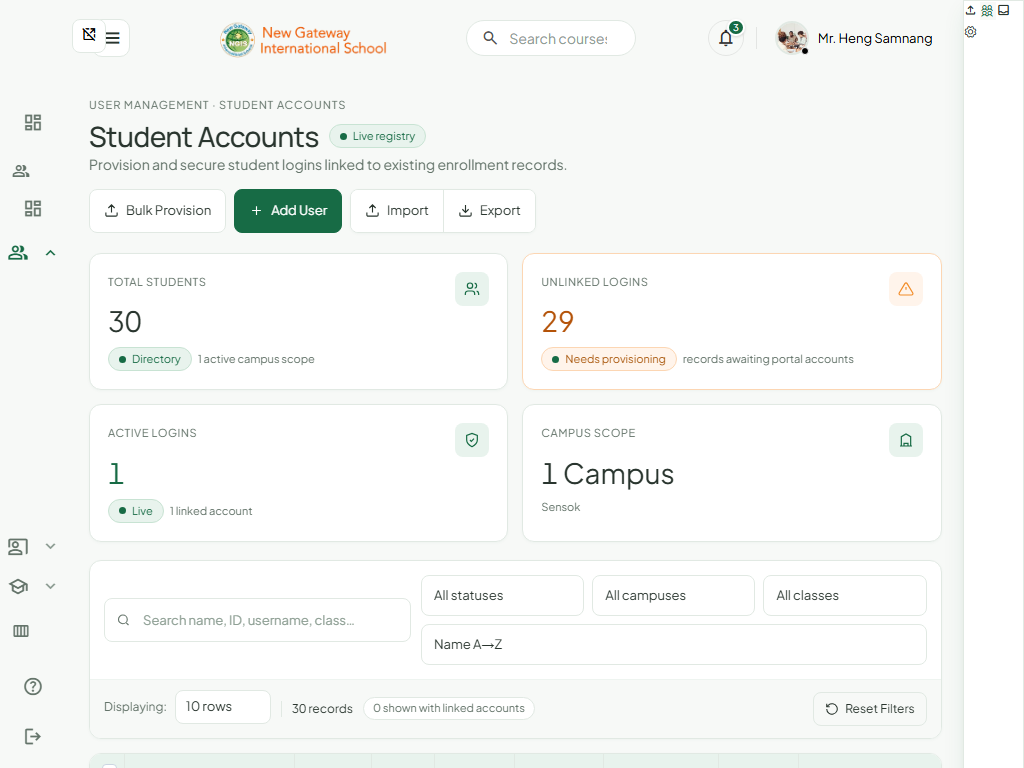 New Gateway
International School
NGIS
Search courses
3
Mr. Heng Samnang
USER MANAGEMENT · STUDENT ACCOUNTS
Student Accounts
Live registry
Provision and secure student logins linked to existing enrollment records.
Bulk Provision
Add User
Import
Export
TOTAL STUDENTS
30
Directory
1 active campus scope
UNLINKED LOGINS
29
Needs provisioning
records awaiting portal accounts
ACTIVE LOGINS
1
Live
1 linked account
CAMPUS SCOPE
1 Campus
Sensok
Search name, ID, username, class...
All statuses
All campuses
All classes
Name A→Z
Displaying:
10 rows
30 records
0 shown with linked accounts
Reset Filters